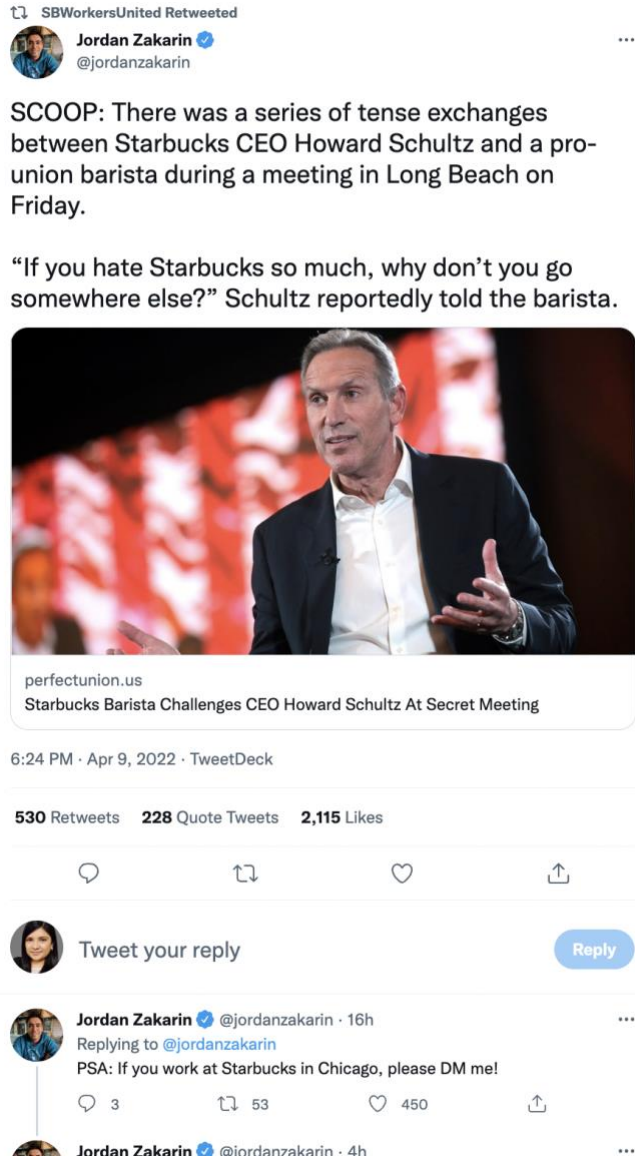 SBWorkersUnited Retweeted
Jordan Zakarin
@jordanzakarin
SCOOP: There was a series of tense exchanges
between Starbucks CEO Howard Schultz and a pro-
union barista during a meeting in Long Beach on
Friday.
“If you hate Starbucks so much, why don’t you go
somewhere else?” Schultz reportedly told the barista.
perfectunion.us
Starbucks Barista Challenges CEO Howard Schultz At Secret Meeting
6:24 PM · Apr 9, 2022 · TweetDeck
530 Retweets 228 Quote Tweets 2,115 Likes
Tweet your reply
Reply
Jordan Zakarin @jordanzakarin · 16h
Replying to @jordanzakarin
PSA: If you work at Starbucks in Chicago, please DM me!
3 53 450
Jordan Zakarin @jordanzakarin · 4h